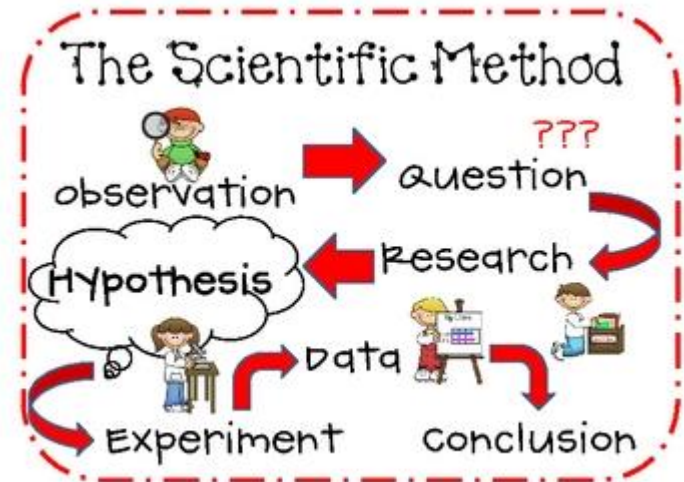 The Scientific Method
???
Observation
Question
Research
Hypothesis
Data
Experiment
Conclusion